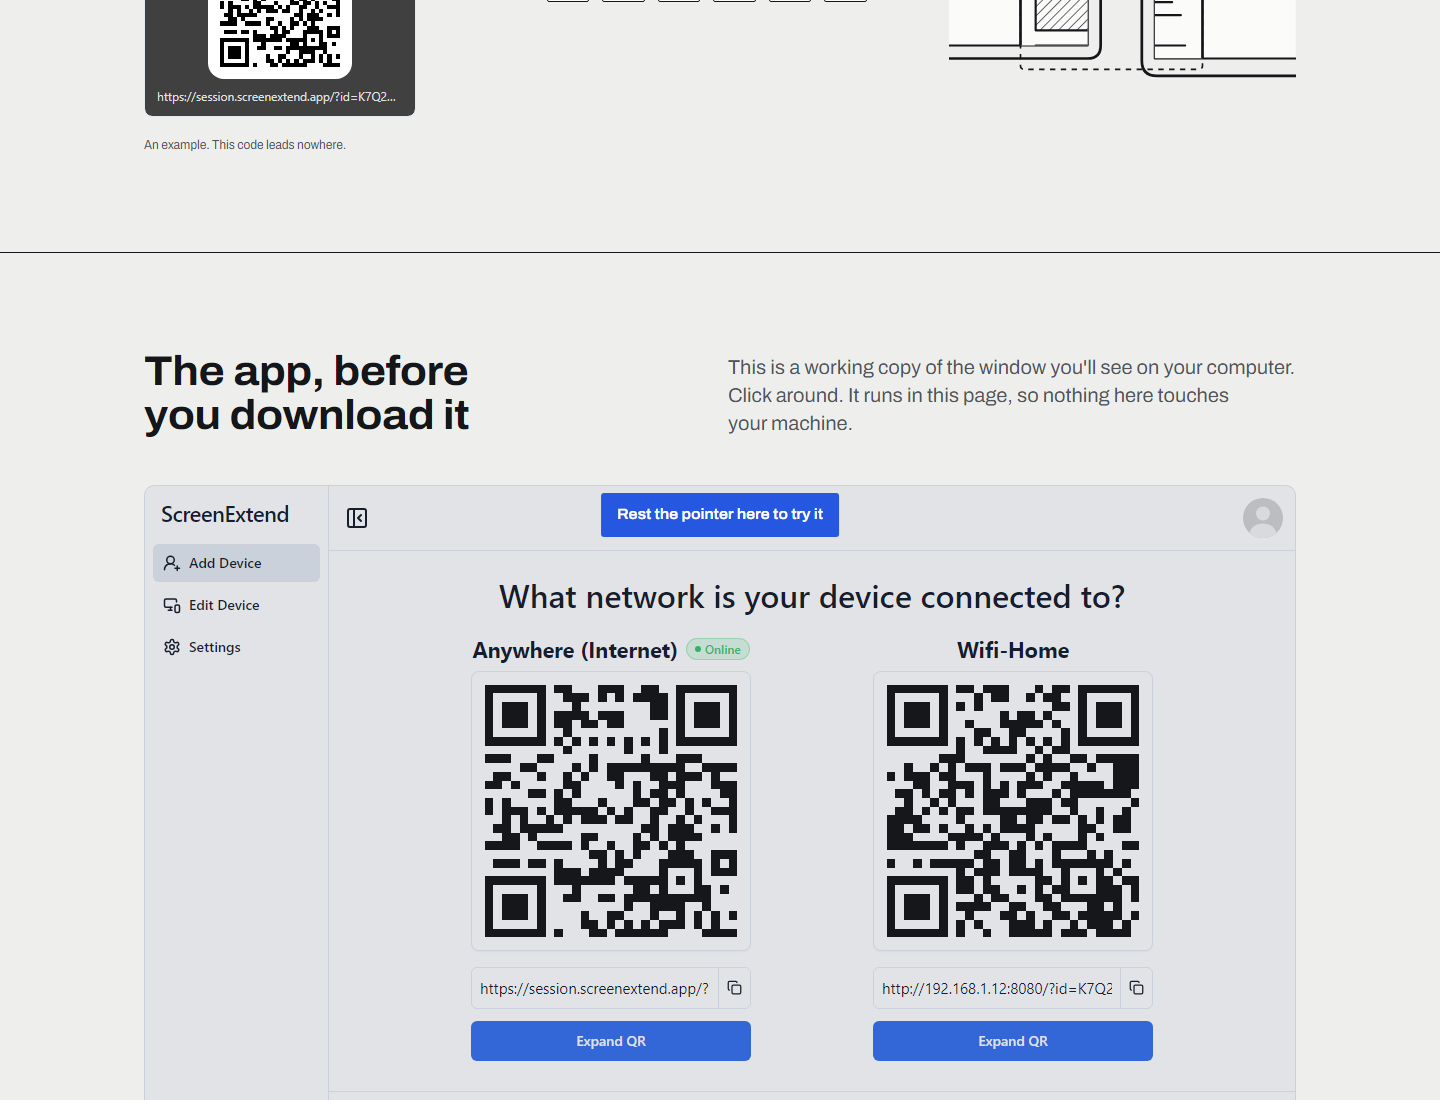 https://session.screenextend.app/?id=K7Q2...
An example. This code leads nowhere.
The app, before
you download it
This is a working copy of the window you'll see on your computer.
Click around. It runs in this page, so nothing here touches
your machine.
ScreenExtend
Rest the pointer here to try it
Add Device
Edit Device
Settings
What network is your device connected to?
Anywhere (Internet)
Online
Wifi-Home
https://session.screenextend.app/?
http://192.168.1.12:8080/?id=K7Q2
Expand QR
Expand QR